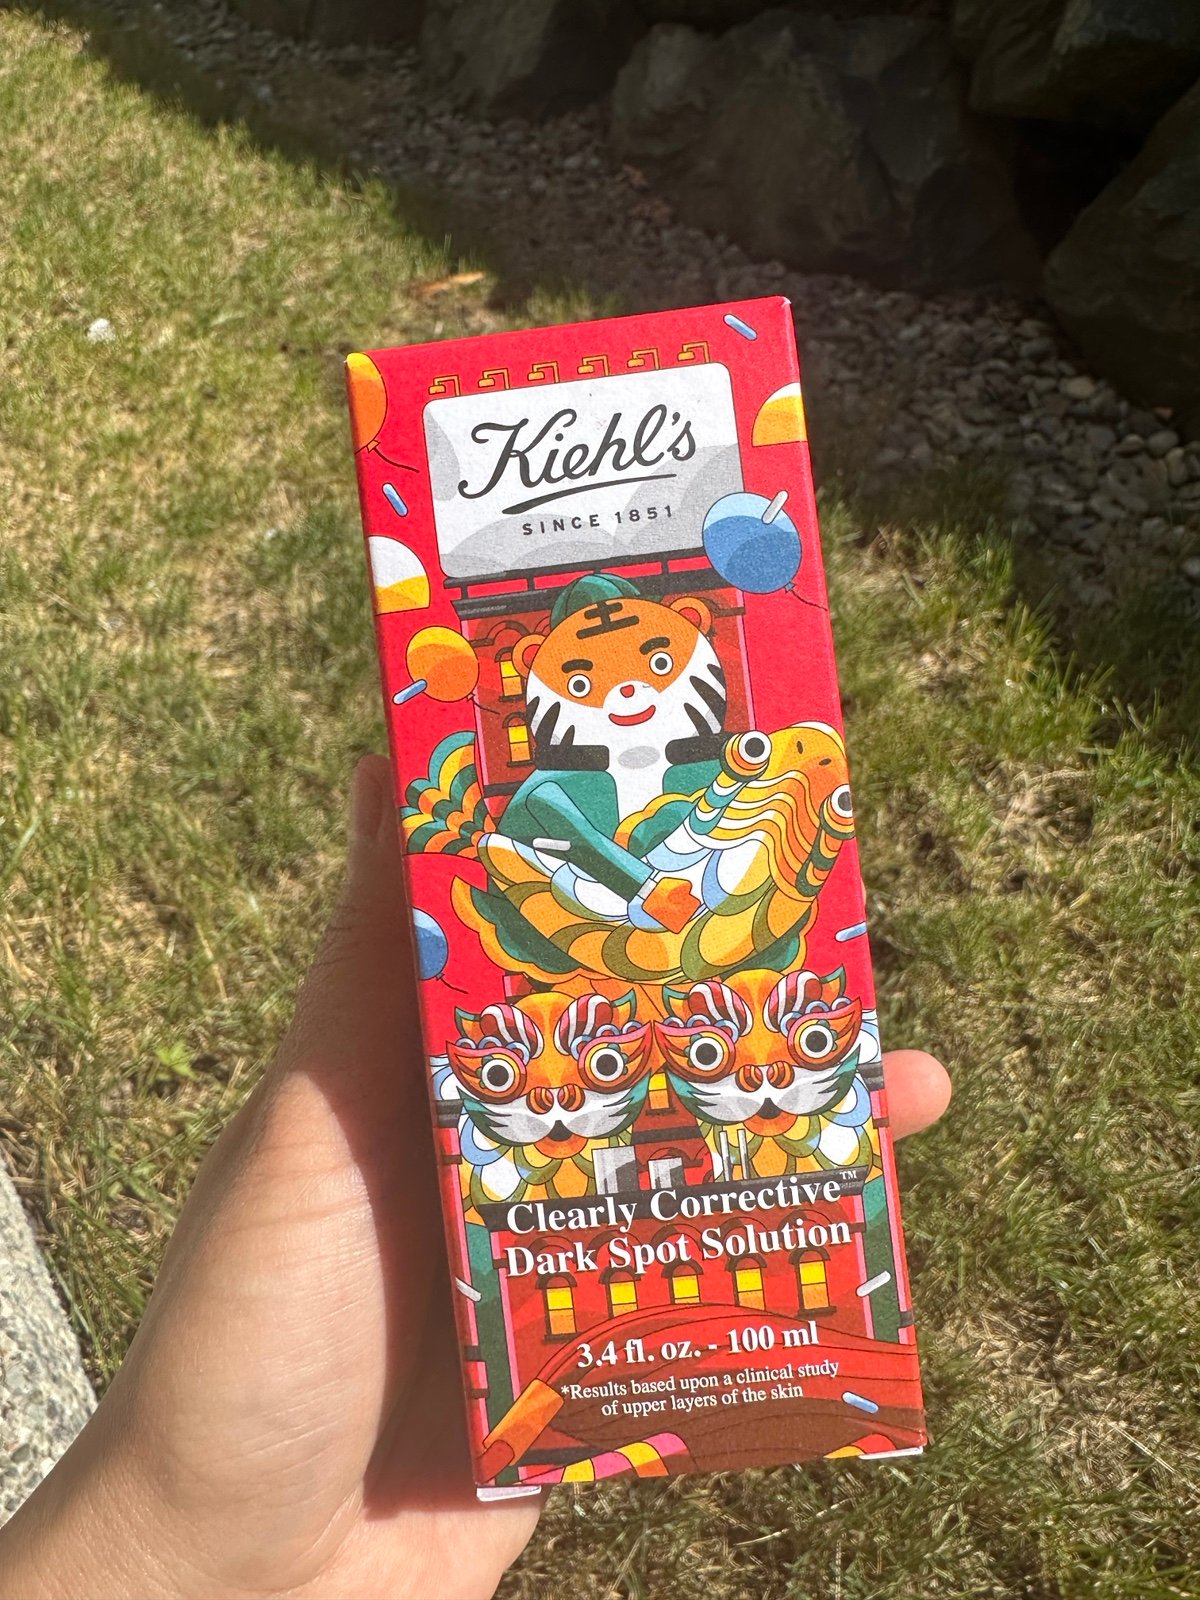 Kiehl's
SINCE 1851
Clearly Corrective™
Dark Spot Solution
3.4 fl. oz. - 100 ml
*Results based upon a clinical study
of upper layers of the skin